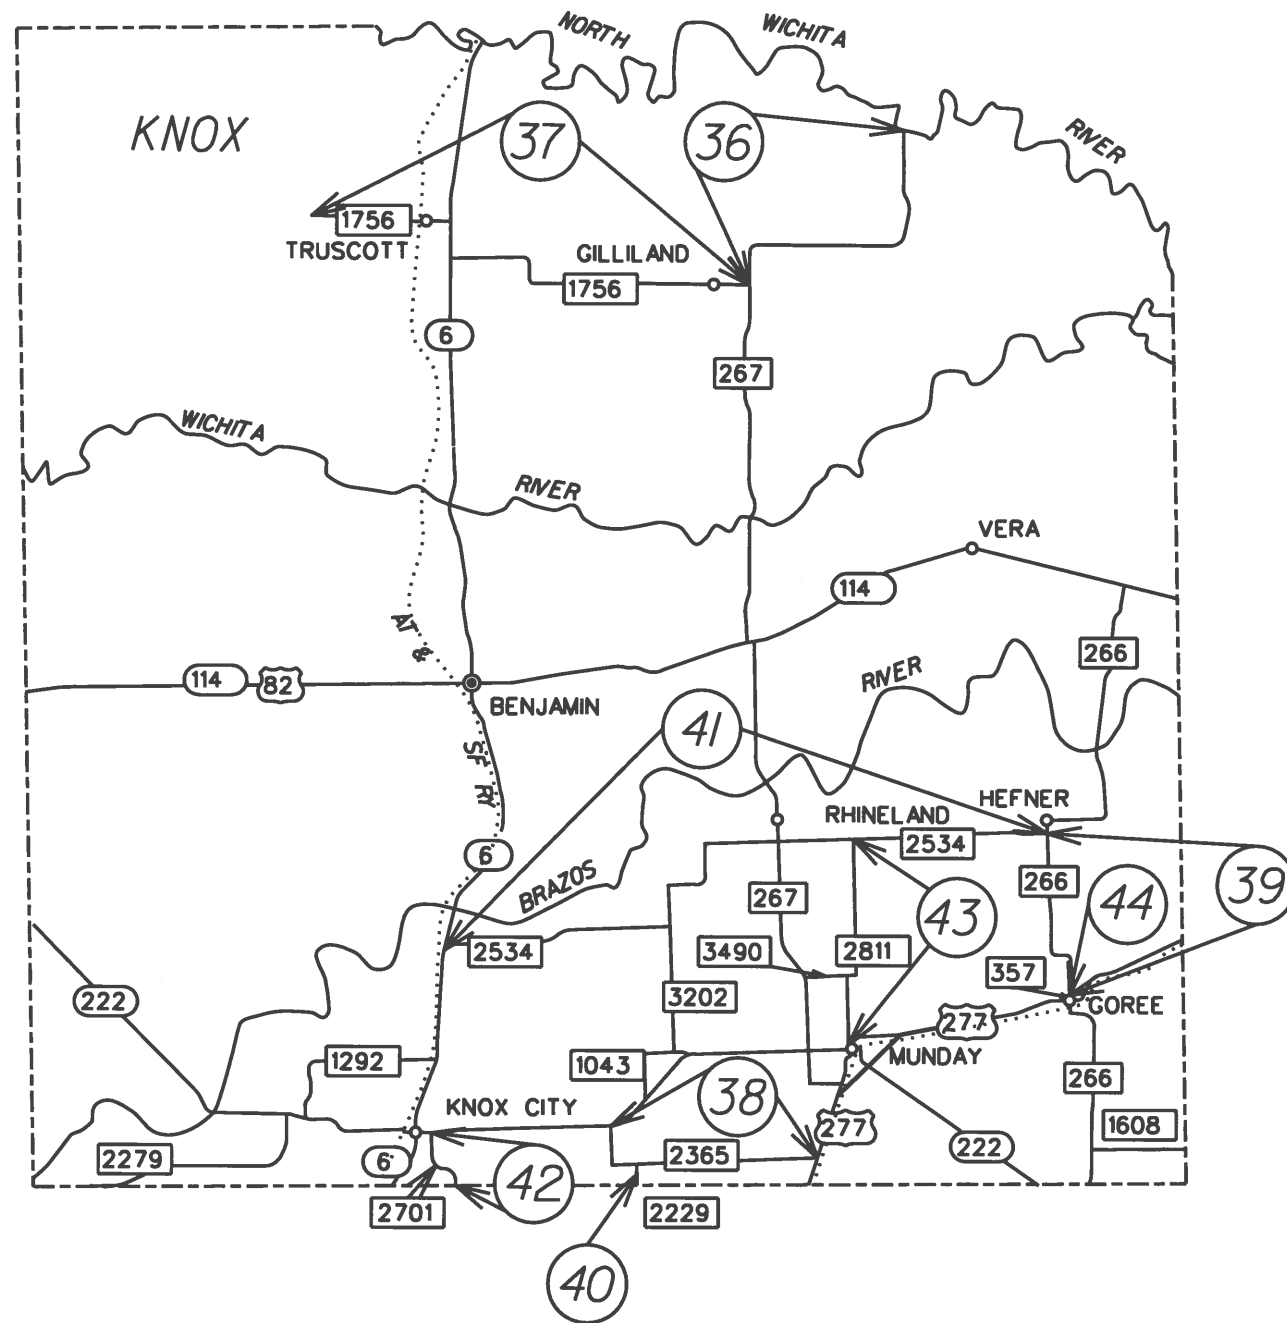 NORTH WICHITA RIVER
KNOX
37
36
1756
TRUSCOTT
GILLILAND
1756
6
267
WICHITA RIVER
VERA
114
AT & SF RY
266
114
82
BENJAMIN
RIVER
41
HEFNER
RHINELAND
2534
6
BRAZOS
267
266
39
44
43
2534
3490
2811
357
GOREE
222
3202
277
MUNDAY
1292
1043
266
KNOX CITY
38
277
1608
2279
6
2365
222
42
2701
2229
40